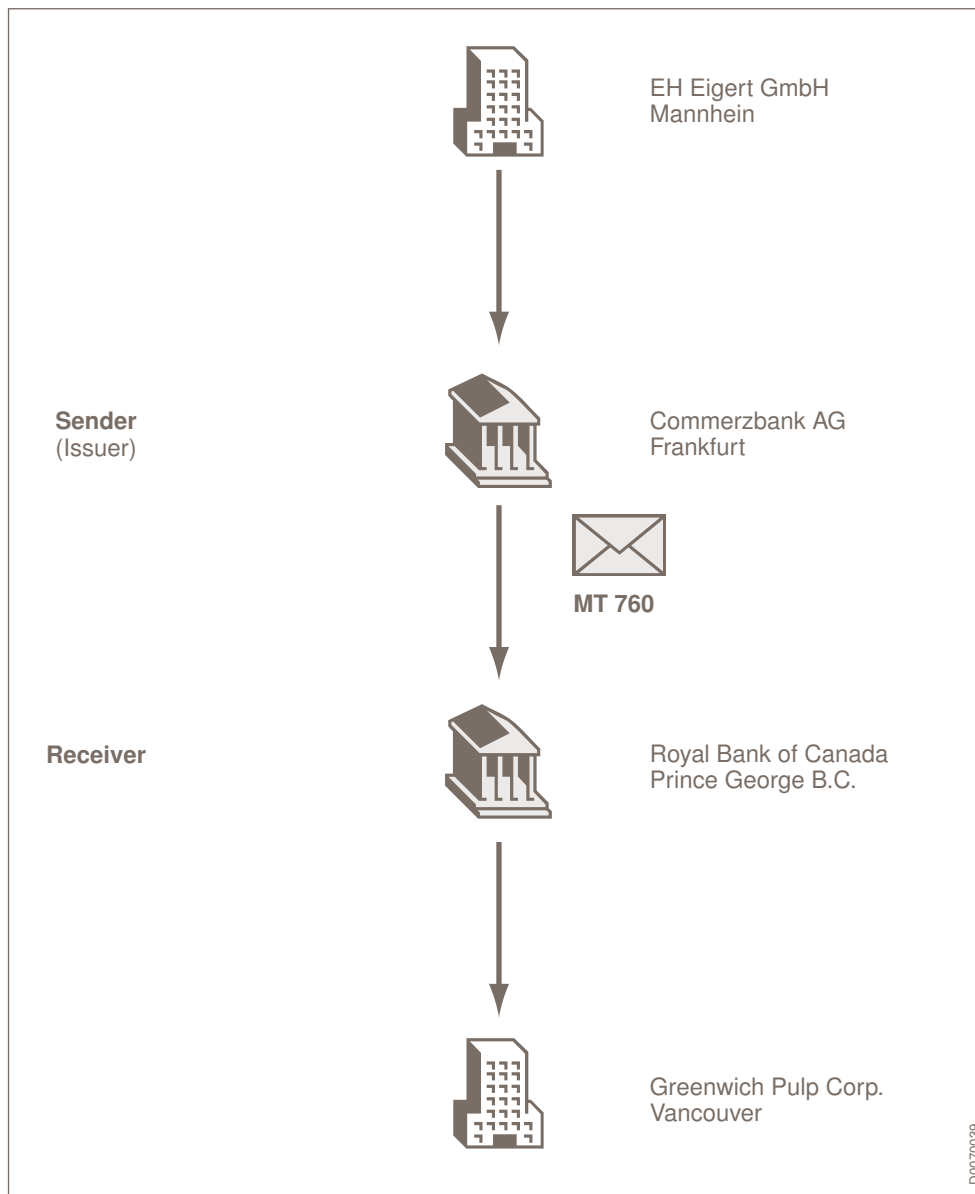 EH Eigert GmbH
Mannhein
Sender
(Issuer)
Commerzbank AG
Frankfurt
MT 760
Receiver
Royal Bank of Canada
Prince George B.C.
Greenwich Pulp Corp.
Vancouver
D0070039